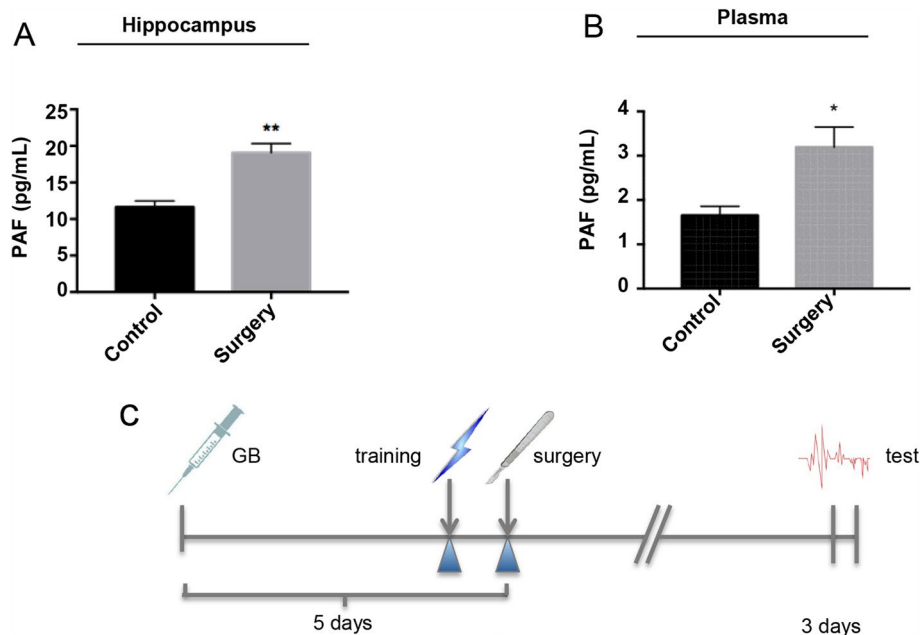 A
Hippocampus
PAF (pg/mL)
25
20
15
10
5
0
**
Control
Surgery
B
Plasma
PAF (pg/mL)
4
3
2
1
0
*
Control
Surgery
C
GB
training
surgery
test
5 days
3 days